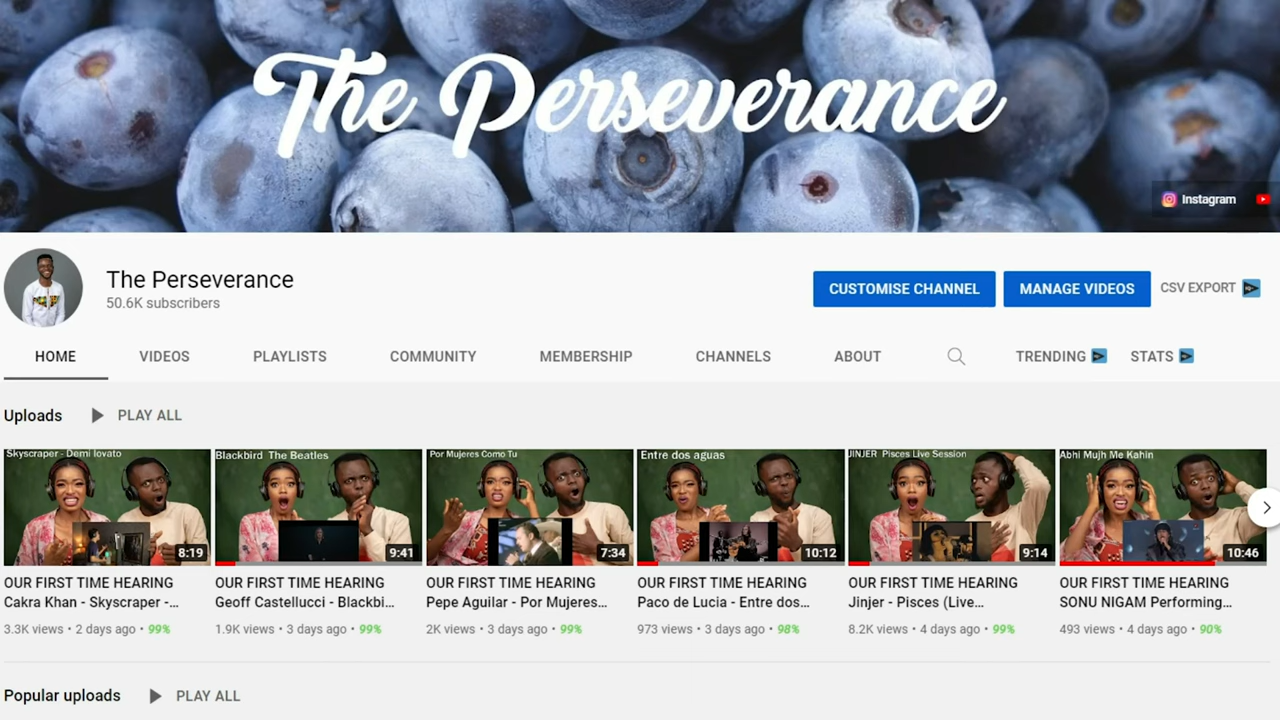 The Perseverance
Instagram
The Perseverance
50.6K subscribers
CUSTOMISE CHANNEL
MANAGE VIDEOS
CSV EXPORT
HOME
VIDEOS
PLAYLISTS
COMMUNITY
MEMBERSHIP
CHANNELS
ABOUT
TRENDING
STATS
Uploads
PLAY ALL
Skyscraper - Demi lovato
8:19
OUR FIRST TIME HEARING
Cakra Khan - Skyscraper -...
3.3K views • 2 days ago • 99%
Blackbird The Beatles
9:41
OUR FIRST TIME HEARING
Geoff Castellucci - Blackbi...
1.9K views • 3 days ago • 99%
Por Mujeres Como Tu
7:34
OUR FIRST TIME HEARING
Pepe Aguilar - Por Mujeres...
2K views • 3 days ago • 99%
Entre dos aguas
10:12
OUR FIRST TIME HEARING
Paco de Lucia - Entre dos...
973 views • 3 days ago • 98%
JINJER Pisces Live Session
9:14
OUR FIRST TIME HEARING
Jinjer - Pisces (Live...
8.2K views • 4 days ago • 99%
Abhi Mujh Me Kahin
10:46
OUR FIRST TIME HEARING
SONU NIGAM Performing...
493 views • 4 days ago • 90%
Popular uploads
PLAY ALL